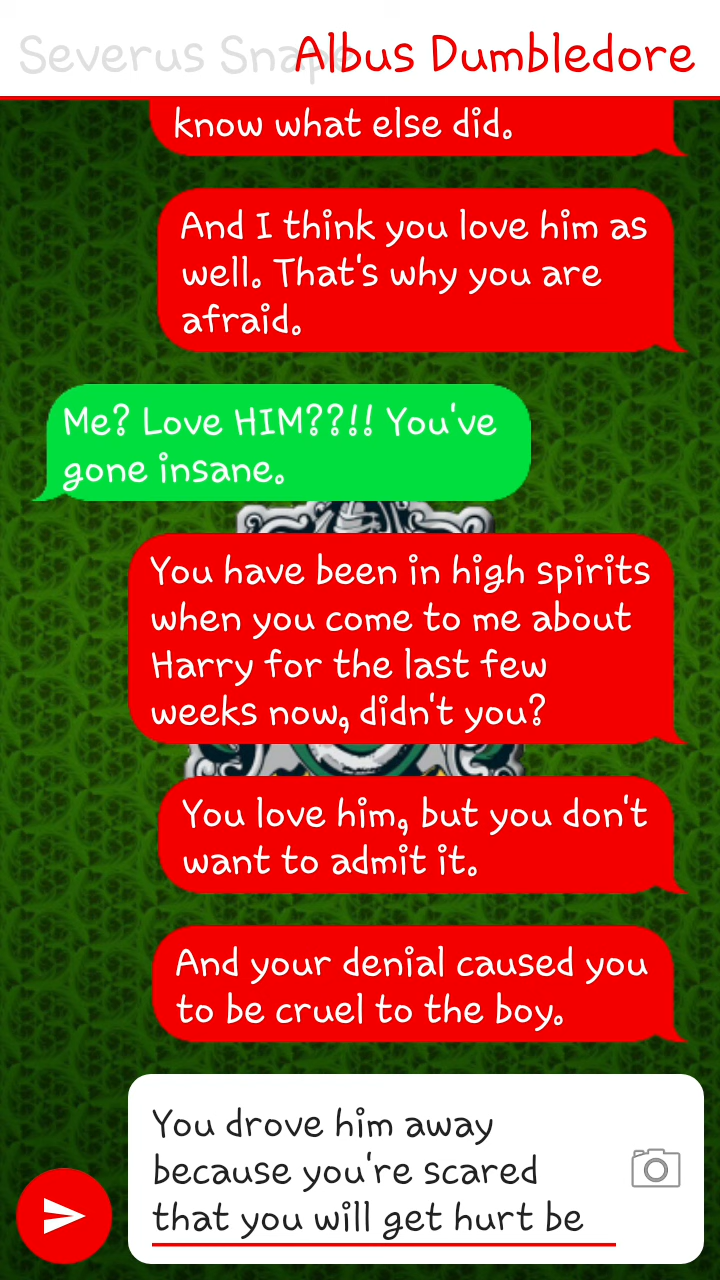 Severus Snape Albus Dumbledore
know what else did.
And I think you love him as
well. That's why you are
afraid.
Me? Love HIM??!! You've
gone insane.
You have been in high spirits
when you come to me about
Harry for the last few
weeks now, didn't you?
You love him, but you don't
want to admit it.
And your denial caused you
to be cruel to the boy.
You drove him away
because you're scared
that you will get hurt be